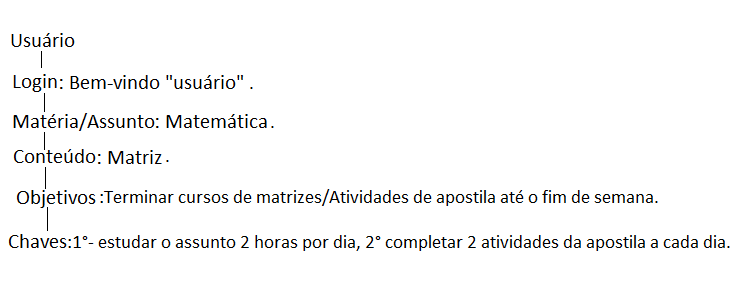 Usuário
Login: Bem-vindo "usuário" .
Matéria/Assunto: Matemática.
Conteúdo: Matriz.
Objetivos :Terminar cursos de matrizes/Atividades de apostila até o fim de semana.
Chaves:1°- estudar o assunto 2 horas por dia, 2° completar 2 atividades da apostila a cada dia.